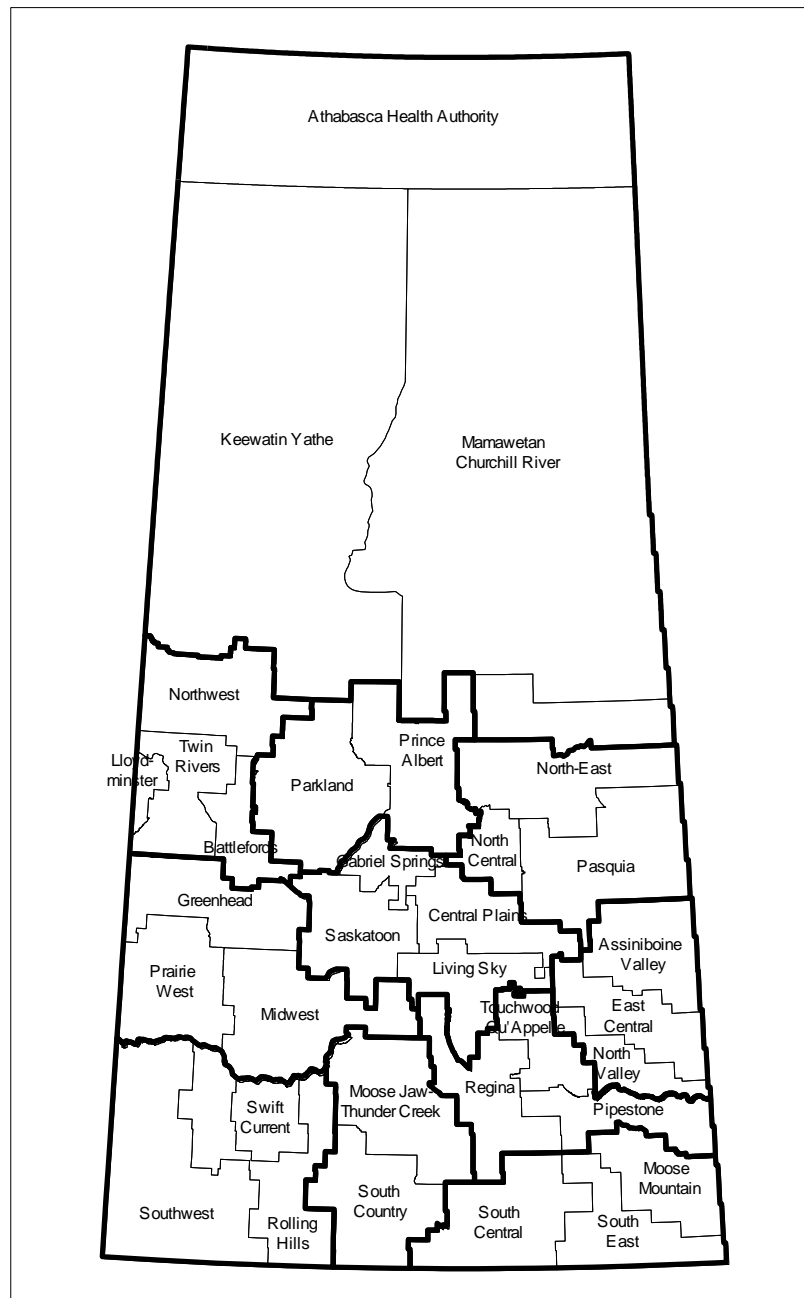 Athabasca Health Authority
Keewatin Yathe
Mamawetan
Churchill River
Northwest
Twin
Rivers
Lloyd-
minster
Prince
Albert
Parkland
North-East
Battlefords
Gabriel Springs
North
Central
Pasquia
Greenhead
Central Plains
Saskatoon
Assiniboine
Valley
Prairie
West
Living Sky
Midwest
Touchwood
Qu'Appelle
East
Central
North
Valley
Regina
Moose Jaw-
Thunder Creek
Swift
Current
Pipestone
Moose
Mountain
Southwest
South
Country
Rolling
Hills
South
Central
South
East